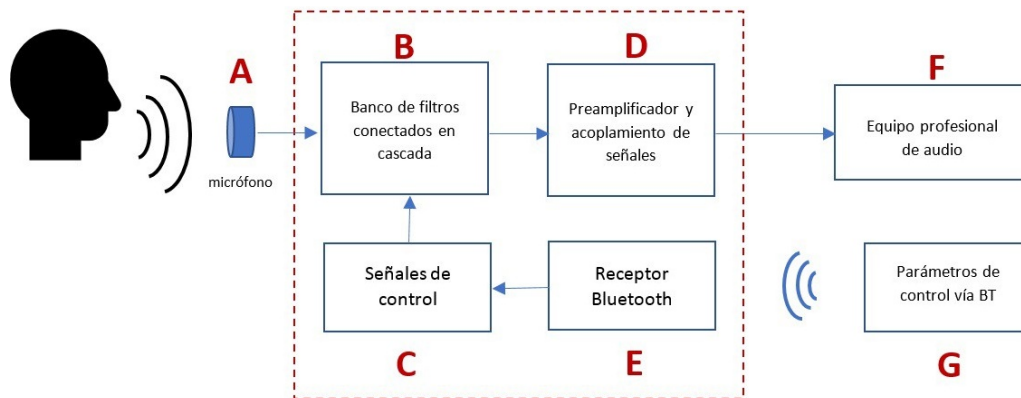 A
micrófono
B
Banco de filtros
conectados en
cascada
D
Preamplificador y
acoplamiento de
señales
F
Equipo profesional
de audio
Señales de
control
C
Receptor
Bluetooth
E
Parámetros de
control vía BT
G